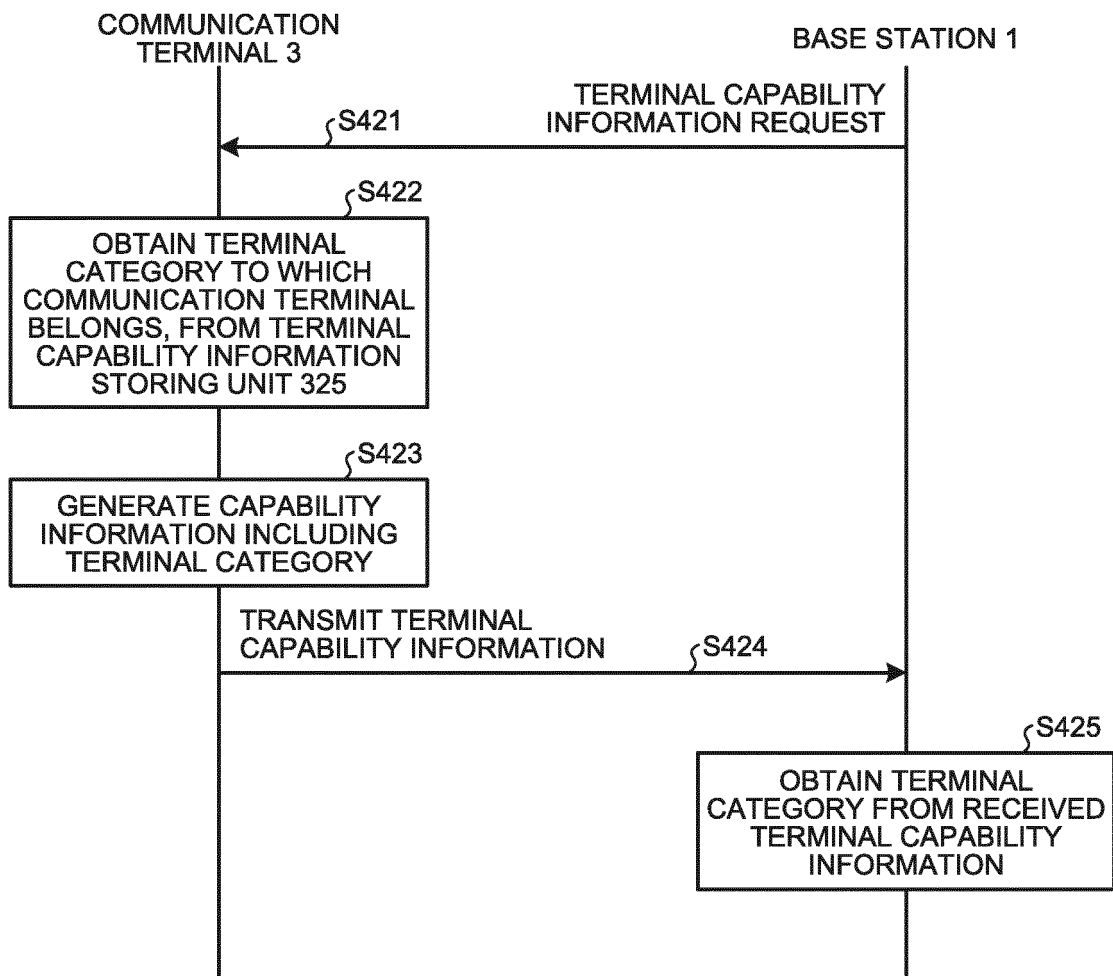 COMMUNICATION
TERMINAL 3
BASE STATION 1
TERMINAL CAPABILITY
INFORMATION REQUEST
S421
S422
OBTAIN TERMINAL
CATEGORY TO WHICH
COMMUNICATION TERMINAL
BELONGS, FROM TERMINAL
CAPABILITY INFORMATION
STORING UNIT 325
S423
GENERATE CAPABILITY
INFORMATION INCLUDING
TERMINAL CATEGORY
TRANSMIT TERMINAL
CAPABILITY INFORMATION
S424
S425
OBTAIN TERMINAL
CATEGORY FROM RECEIVED
TERMINAL CAPABILITY
INFORMATION